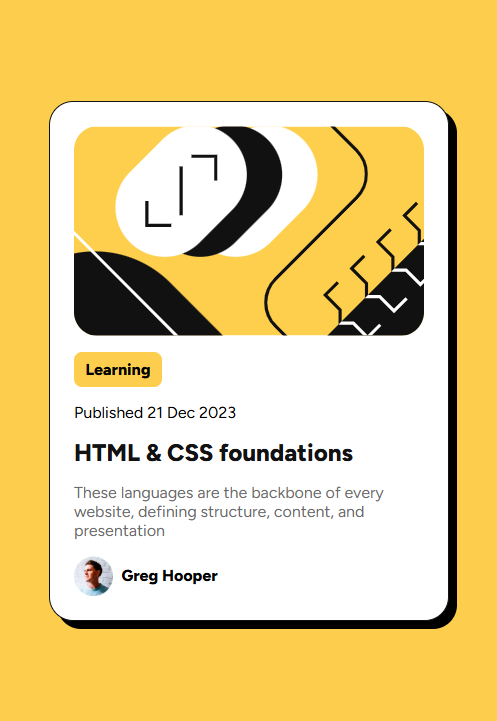 Learning
Published 21 Dec 2023
HTML & CSS foundations
These languages are the backbone of every
website, defining structure, content, and
presentation
Greg Hooper